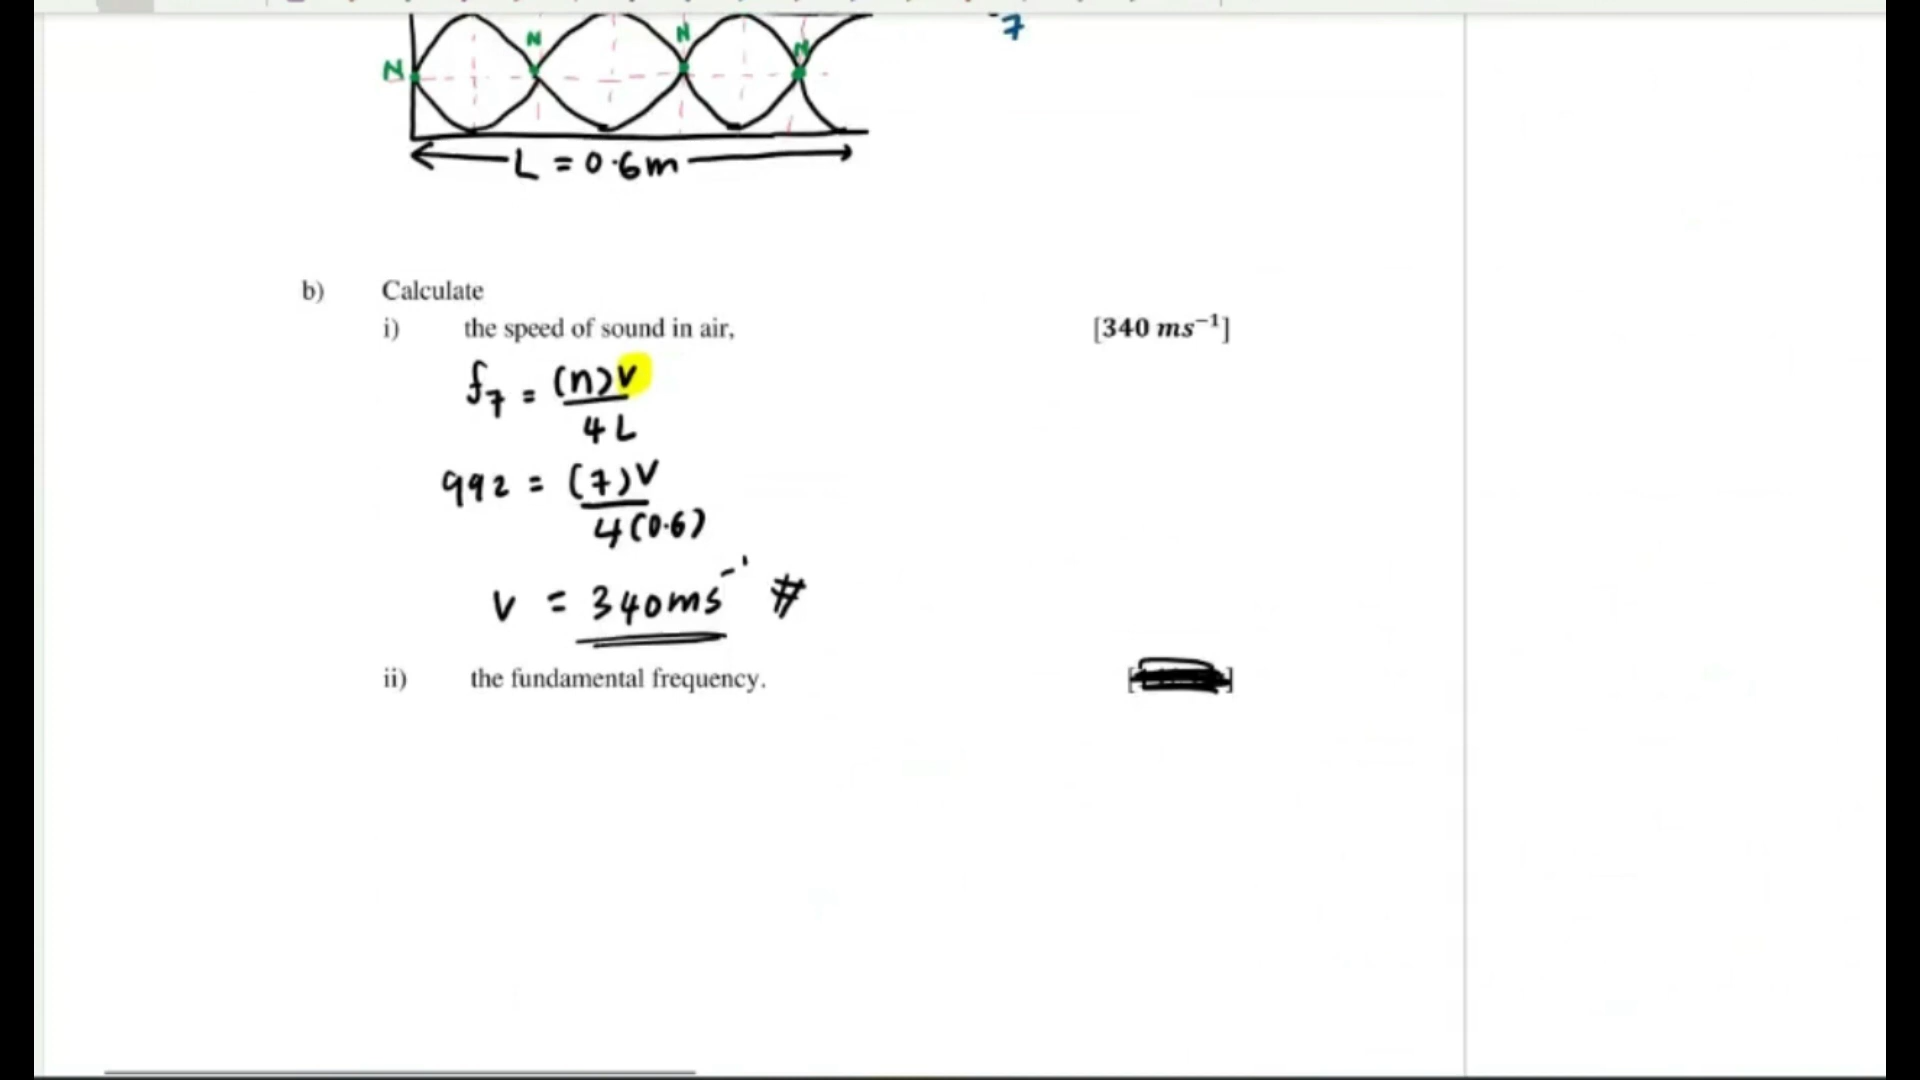 7
N N N N
L = 0.6m
b) Calculate
i) the speed of sound in air, [340 ms⁻¹]
f₇ = (n)v
4L
992 = (7)v
4(0.6)
v = 340ms⁻¹ #
ii) the fundamental frequency. [ ]